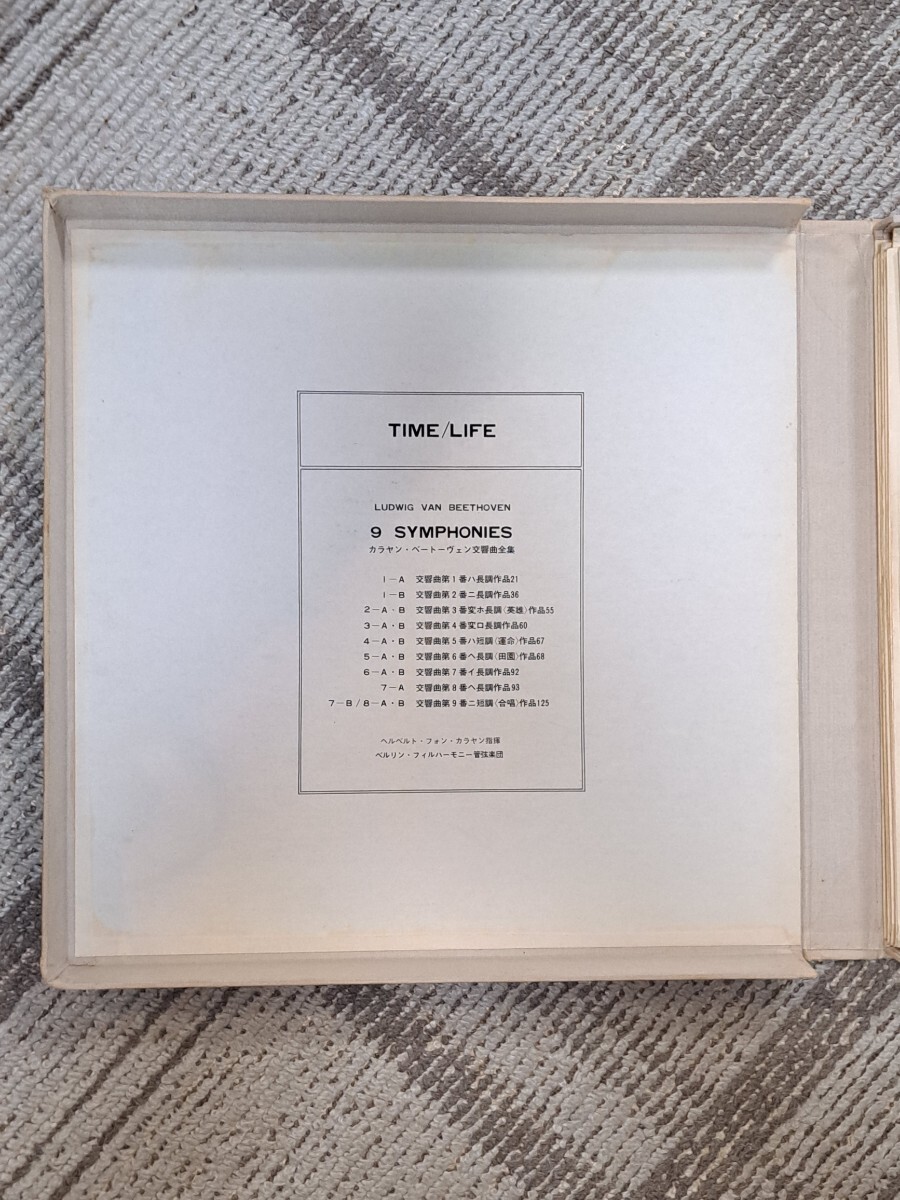 TIME/LIFE
LUDWIG VAN BEETHOVEN
9 SYMPHONIES
カラヤン・ベートーヴェン交響曲全集
1-A 交響曲第1番ハ長調作品21
1-B 交響曲第2番ニ長調作品36
2-A・B 交響曲第3番変ホ長調〈英雄〉作品55
3-A・B 交響曲第4番変ロ長調作品60
4-A・B 交響曲第5番ハ短調〈運命〉作品67
5-A・B 交響曲第6番ヘ長調〈田園〉作品68
6-A・B 交響曲第7番イ長調作品92
7-A 交響曲第8番ヘ長調作品93
7-B/8-A・B 交響曲第9番ニ短調〈合唱〉作品125
ヘルベルト・フォン・カラヤン指揮
ベルリン・フィルハーモニー管弦楽団